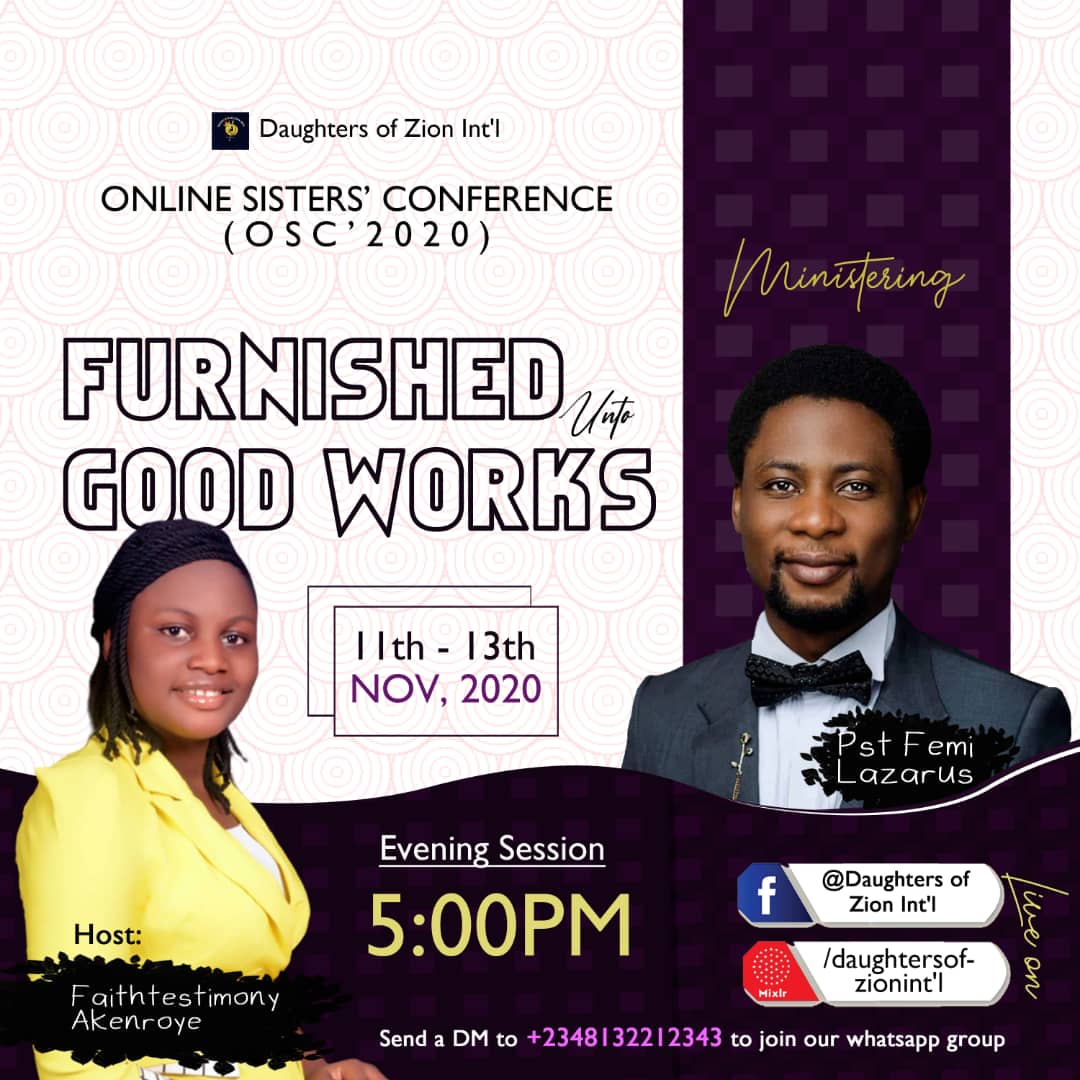 Daughters of Zion Int'l
ONLINE SISTERS’ CONFERENCE
(OSC’2020)
FURNISHED
Unto
GOOD WORKS
11th - 13th
NOV, 2020
Ministering
Pst Femi
Lazarus
Evening Session
5:00PM
Host:
Faithtestimony
Akenroye
f
@Daughters of
Zion Int'l
Mixlr
/daughtersof-
zionint'l
Live on
Send a DM to +2348132212343 to join our whatsapp group